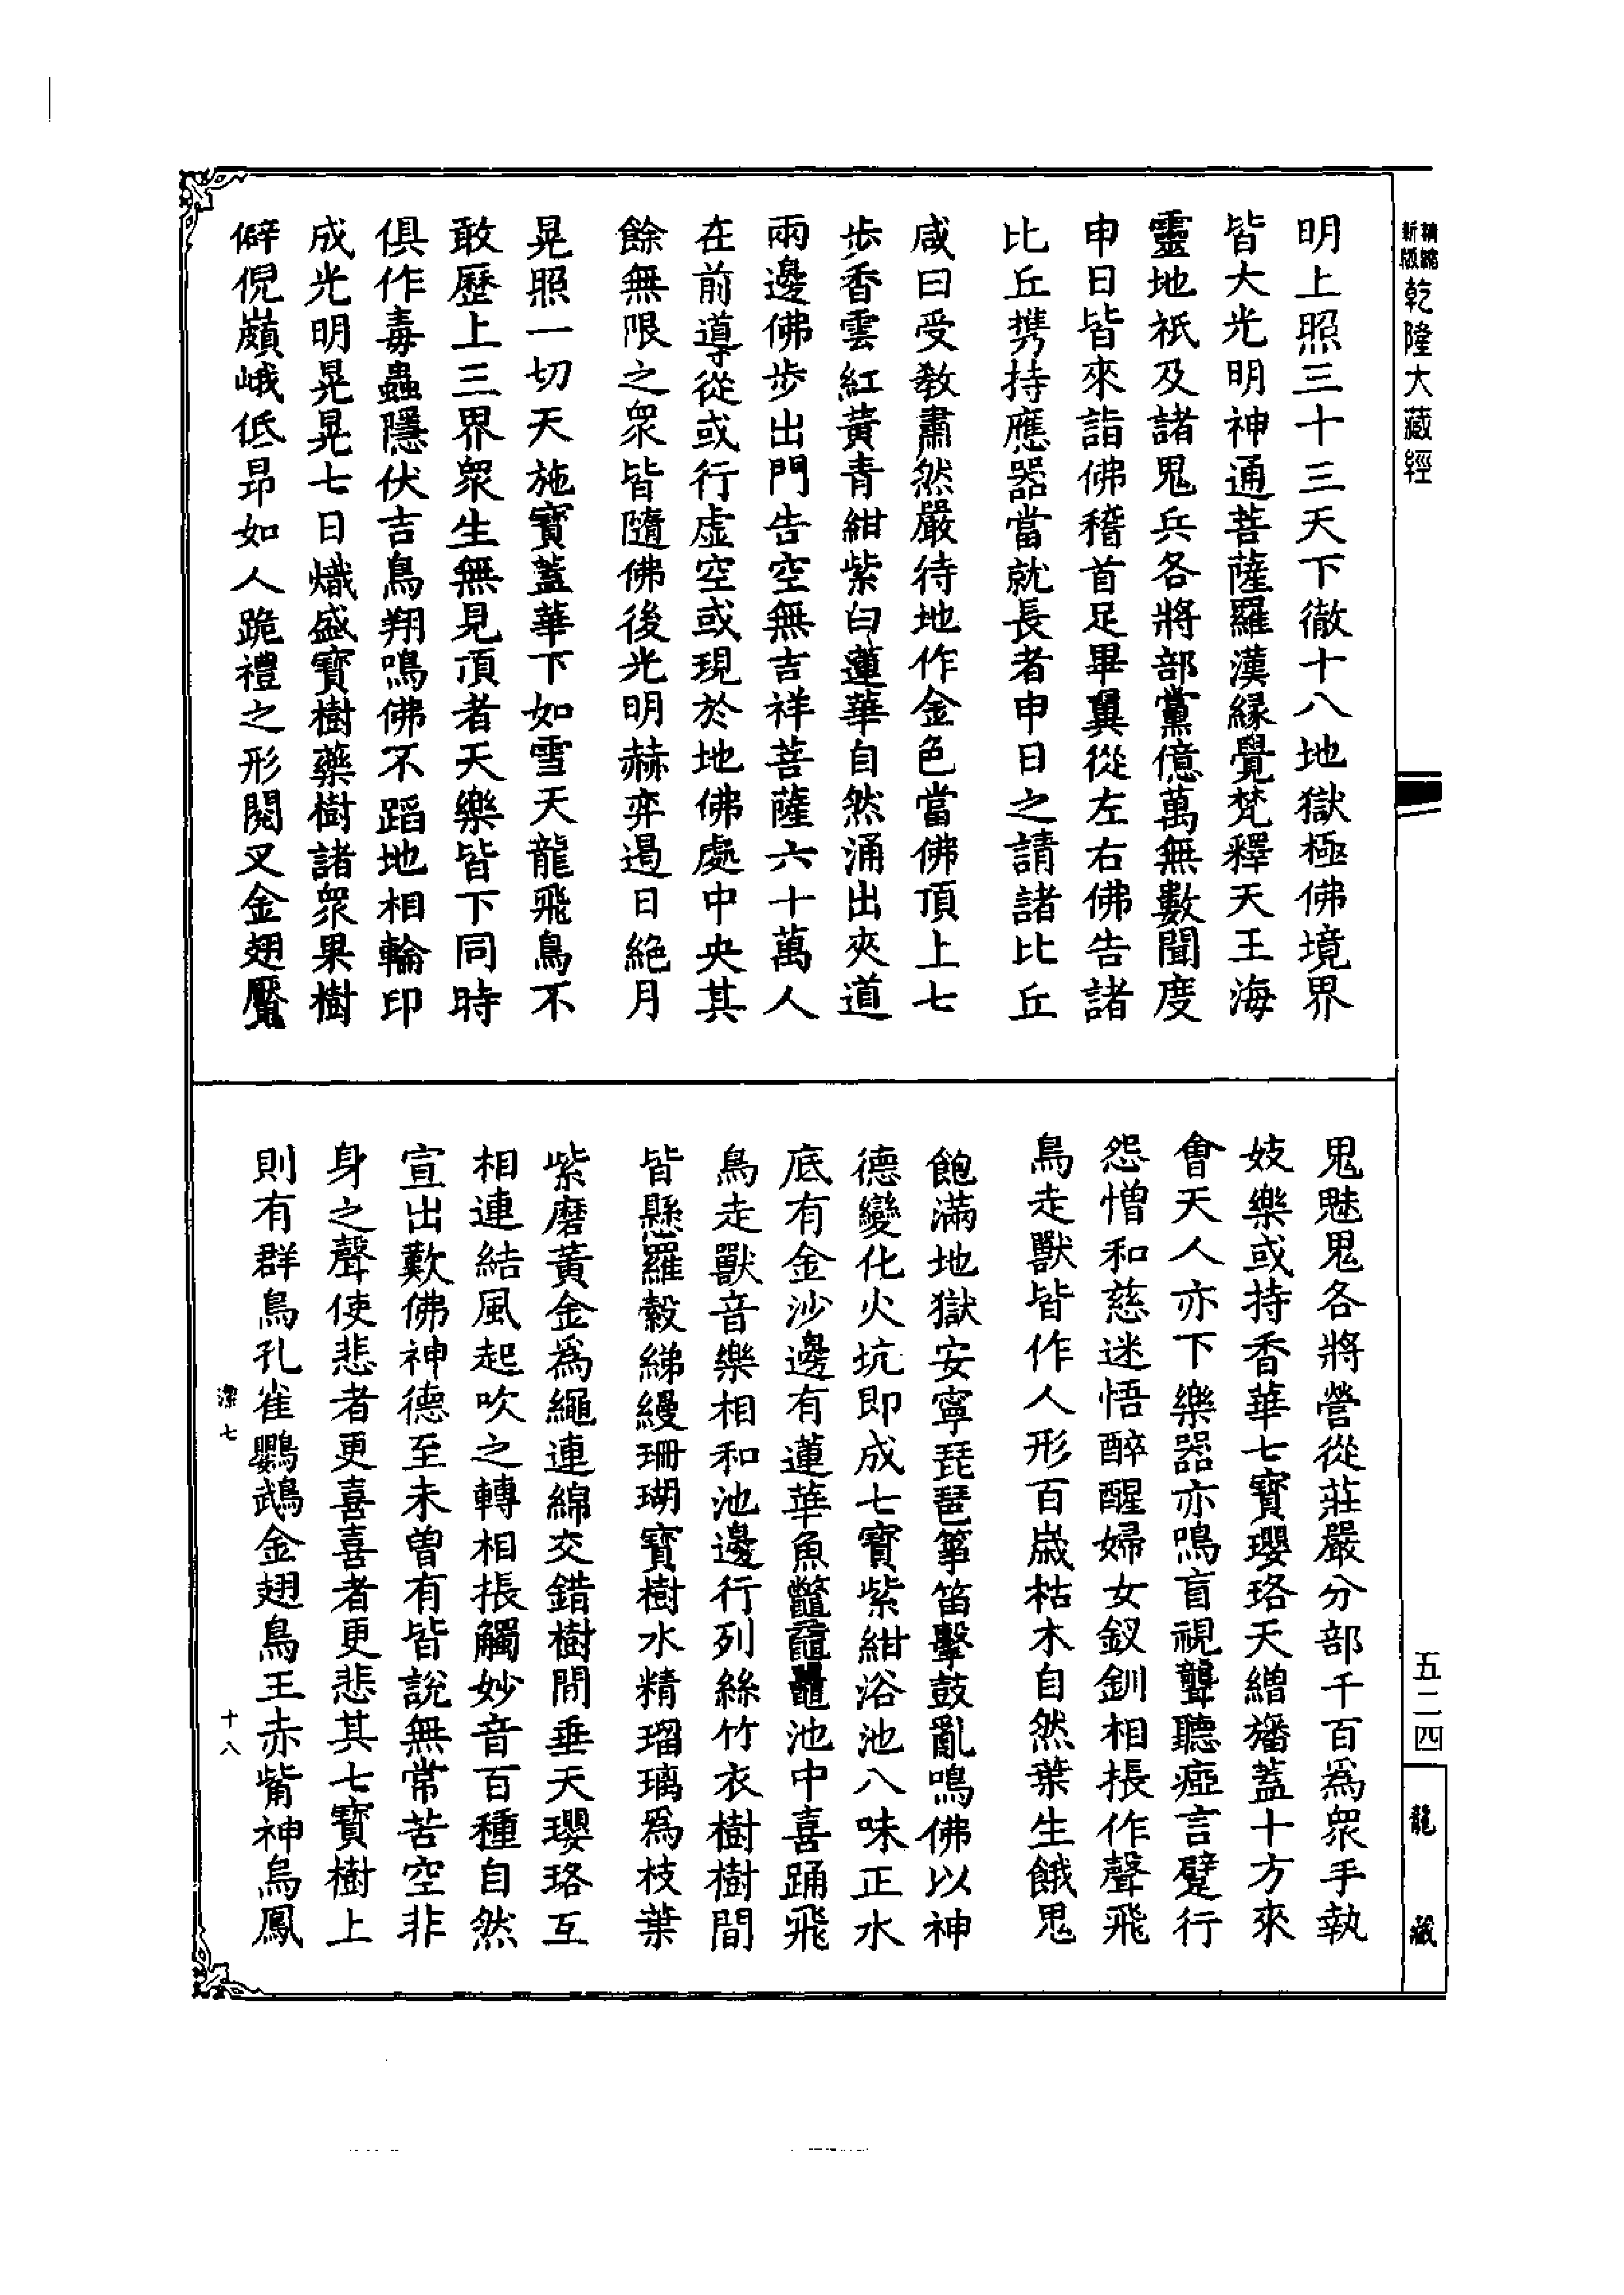 精縮
新版
乾隆大藏經
明上照三十三天下徹十八地獄極佛境界
皆大光明神通菩薩羅漢緣覺梵釋天王海
靈地祇及諸鬼兵各將部黨億萬無數聞度
申日皆來詣佛稽首足畢翼從左右佛告諸
比丘携持應器當就長者申日之請諸比丘
咸曰受教肅然嚴待地作金色當佛頂上七
步香雲紅黃青紺紫白蓮華自然涌出夾道
兩邊佛步出門告空無吉祥菩薩六十萬人
在前導從或行虛空或現於地佛處中央其
餘無限之眾皆隨佛後光明赫弈遏日絕月
晃照一切天施寶蓋華下如雪天龍飛鳥不
敢歷上三界眾生無見頂者天樂皆下同時
俱作毒蟲隱伏吉鳥翔鳴佛不蹈地相輪印
成光明晃晃七日熾盛寶樹藥樹諸眾果樹
僻倪巔峨低昂如人跪禮之形閱叉金翅魘
鬼魅鬼各將營從莊嚴分部千百爲眾手執
妓樂或持香華七寶瓔珞天繒旛蓋十方來
會天人亦下樂器亦鳴盲視聾聽瘂言躄行
怨憎和慈迷悟醉醒婦女釵釧相掁作聲飛
鳥走獸皆作人形百歲枯木自然葉生餓鬼
飽滿地獄安寧琵琶箏笛擊鼓亂鳴佛以神
德變化火坑即成七寶紫紺浴池八味正水
底有金沙邊有蓮華魚鼈黿鼉池中喜踊飛
鳥走獸音樂相和池邊行列絲竹衣樹樹間
皆懸羅縠綈縵珊瑚寶樹水精瑠璃爲枝葉
紫磨黃金爲繩連綿交錯樹間垂天瓔珞互
相連結風起吹之轉相掁觸妙音百種自然
宣出歎佛神德至未曾有皆說無常苦空非
身之聲使悲者更喜喜者更悲其七寶樹上
則有群鳥孔雀鸚鵡金翅鳥王赤觜神鳥鳳
潔七
十八
五二四
龍藏